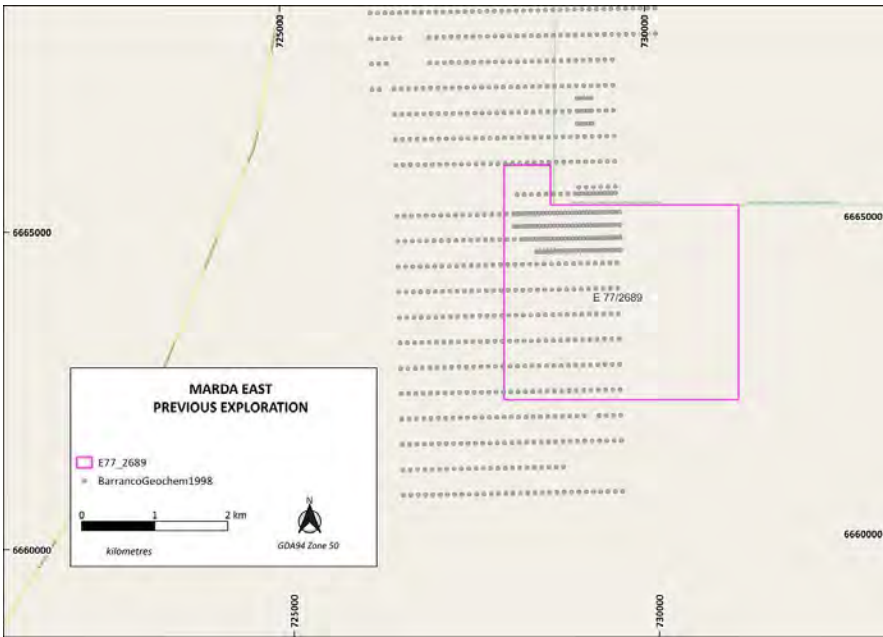 725000
730000
6665000
6665000
E 77/2689
MARDA EAST
PREVIOUS EXPLORATION
E77_2689
BarrancoGeochem1998
0 1 2 km
N
kilometres
GDA94 Zone 50
6660000
6660000
725000
730000